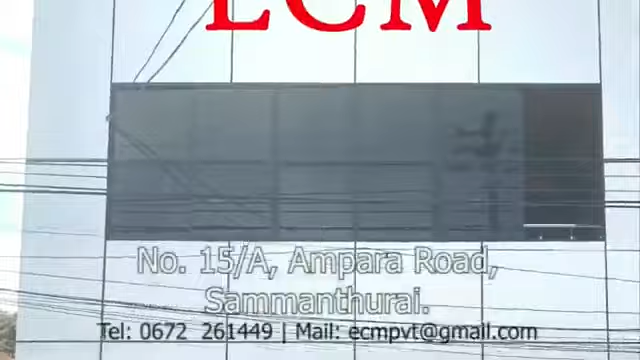 ECM
No. 15/A, Ampara Road,
Sammanthurai.
Tel: 0672 261449 | Mail: ecmpvt@gmail.com